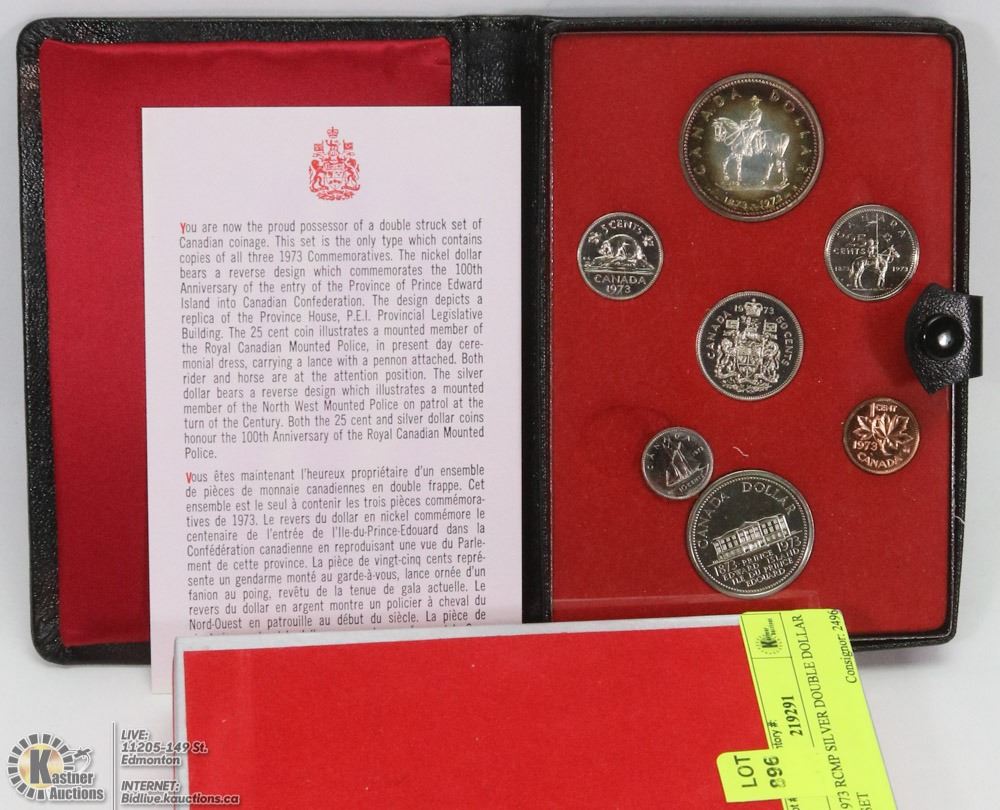 You are now the proud possessor of a double struck set of
Canadian coinage. This set is the only type which contains
copies of all three 1973 Commemoratives. The nickel dollar
bears a reverse design which commemorates the 100th
Anniversary of the entry of the Province of Prince Edward
Island into Canadian Confederation. The design depicts a
replica of the Province House, P.E.I. Provincial Legislative
Building. The 25 cent coin illustrates a mounted member of
the Royal Canadian Mounted Police, in present day cere-
monial dress, carrying a lance with a pennon attached. Both
rider and horse are at the attention position. The silver
dollar bears a reverse design which illustrates a mounted
member of the North West Mounted Police on patrol at the
turn of the Century. Both the 25 cent and silver dollar coins
honour the 100th Anniversary of the Royal Canadian Mounted
Police.
Vous êtes maintenant l'heureux propriétaire d'un ensemble
de pièces de monnaie canadiennes en double frappe. Cet
ensemble est le seul à contenir les trois pièces commémora-
tives de 1973. Le revers du dollar en nickel commémore le
centenaire de l'entrée de l'Ile-du-Prince-Edouard dans la
Confédération canadienne en reproduisant une vue du Parle-
ment de cette province. La pièce de vingt-cinq cents repré-
sente un gendarme monté au garde-à-vous, lance ornée d'un
fanion au poing, revêtu de la tenue de gala actuelle. Le
revers du dollar en argent montre un policier à cheval du
Nord-Ouest en patrouille au début du siècle. La pièce de
CANADA DOLLAR
1873-1973
5 CENTS
CANADA
1973
CANADA
25
CENTS
1873 1973
CANADA 1973 50 CENTS
1 CENT
1973
CANADA
CANADA
10 CENTS
CANADA DOLLAR
1873 1973
PRINCE
EDWARD ISLAND
ILE DU PRINCE
EDOUARD
Kastner
219291
973 RCMP SILVER DOUBLE DOLLAR
SET
Consignor: 2496
LOT
896
Kastner
Auctions
LIVE:
11205-149 St.
Edmonton
INTERNET:
Bidlive.kauctions.ca